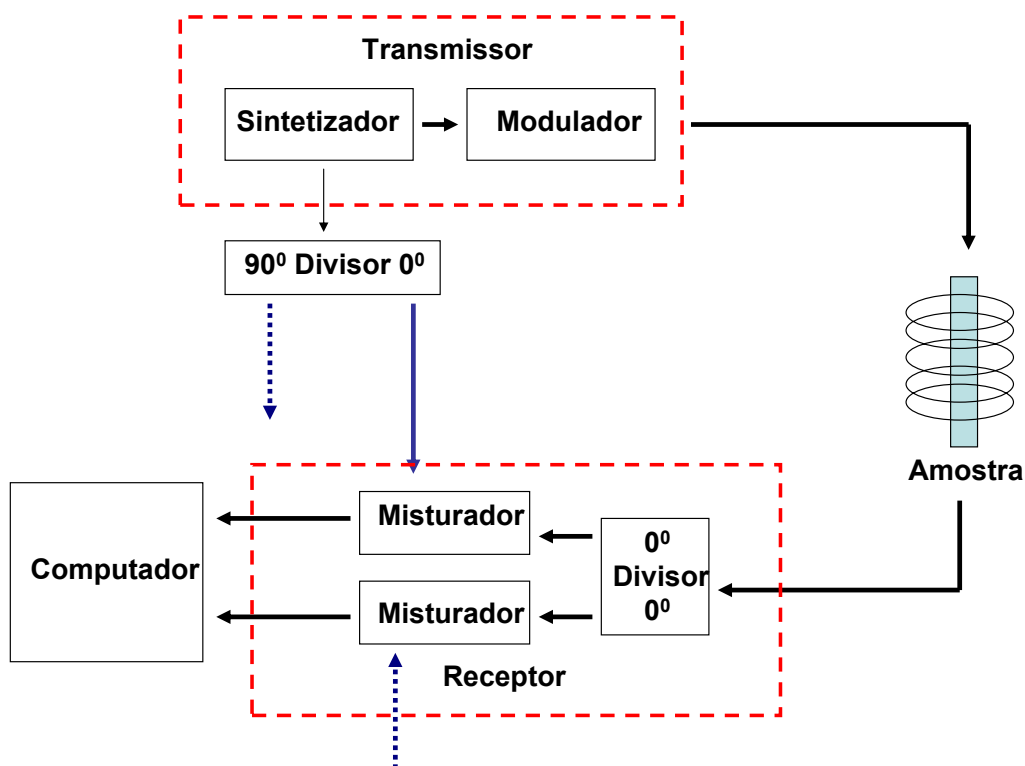 Transmissor
Sintetizador
Modulador
90⁰ Divisor 0⁰
Amostra
Misturador
0⁰
Divisor
0⁰
Computador
Misturador
Receptor